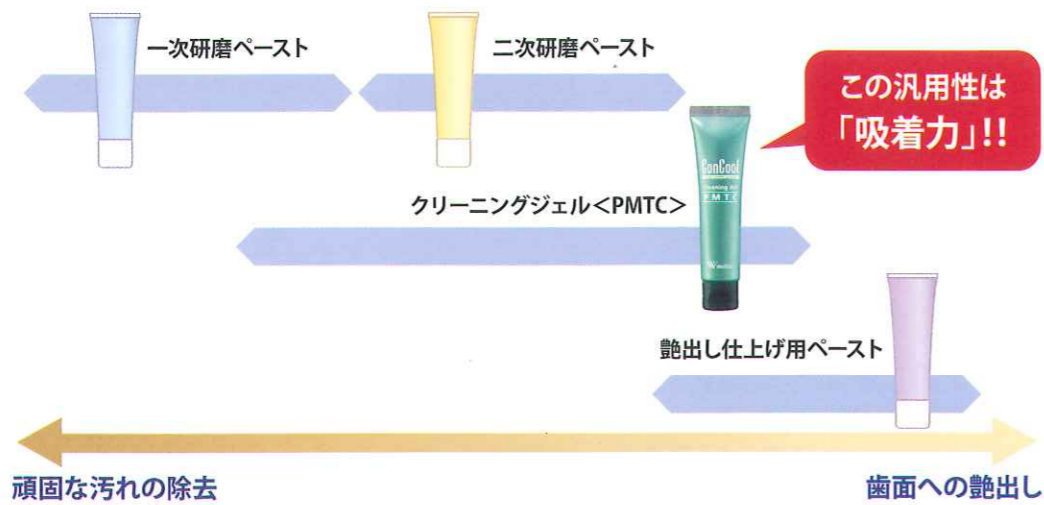 一次研磨ペースト
二次研磨ペースト
この汎用性は
「吸着力」!!
ConCool
Cleaning Gel
PMTC
クリーニングジェル＜PMTC＞
艶出し仕上げ用ペースト
頑固な汚れの除去
歯面への艶出し